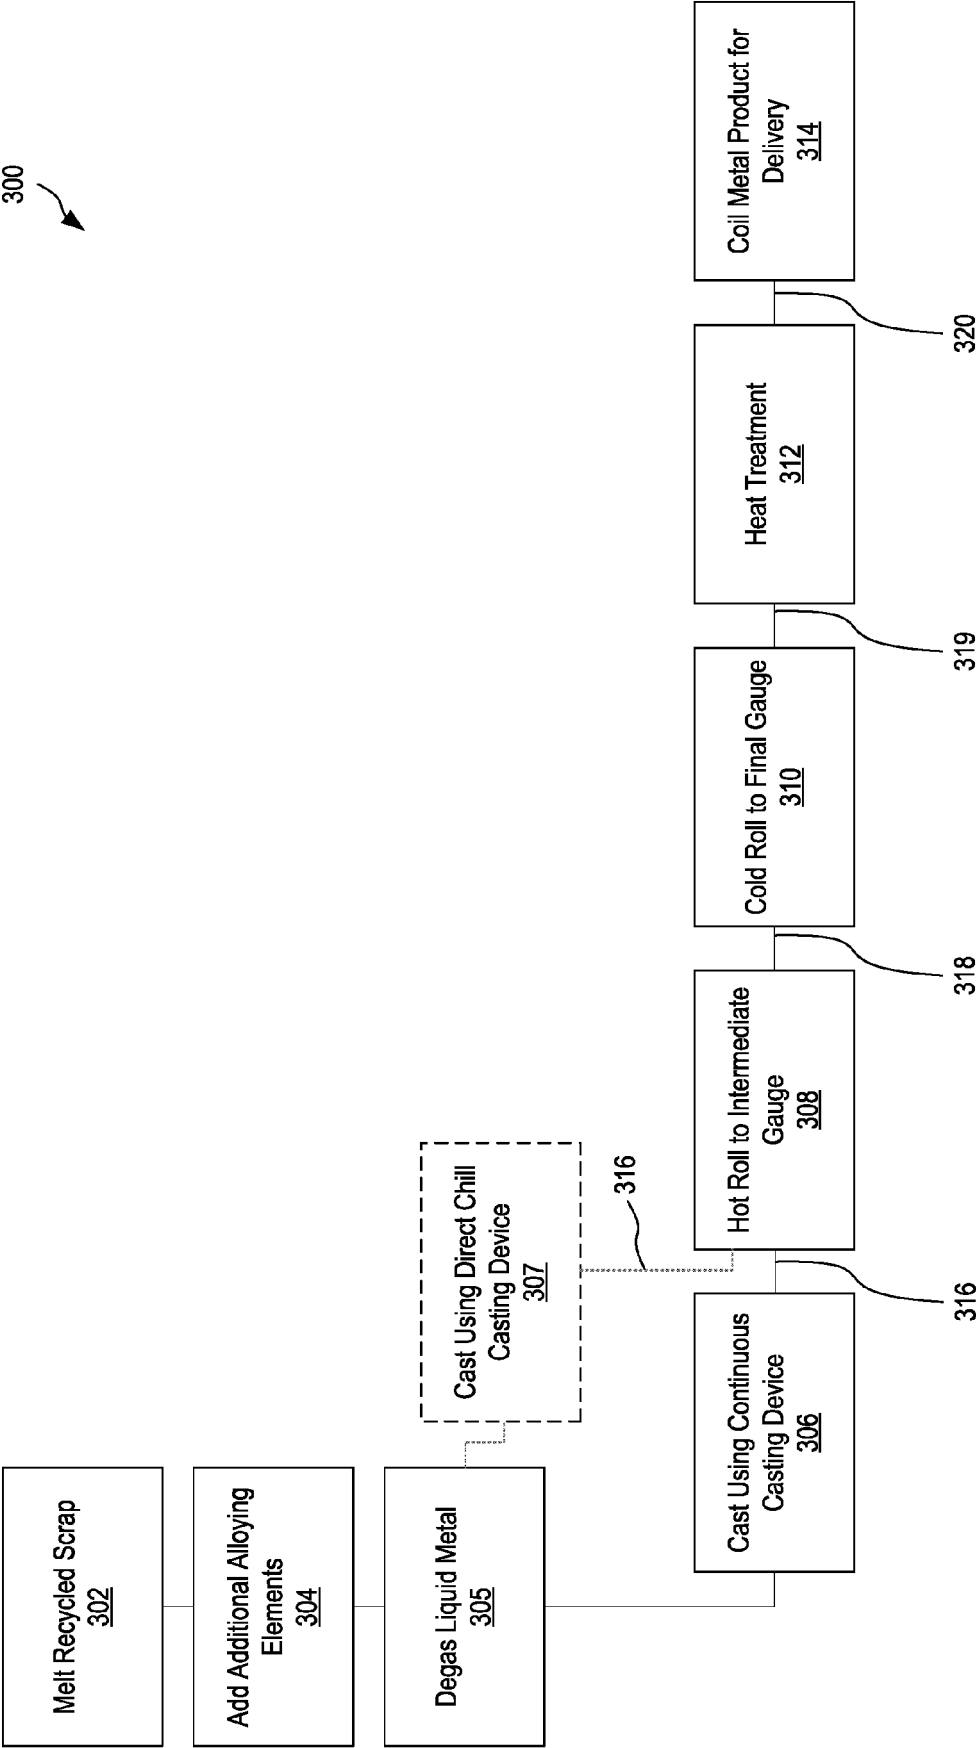 300
Melt Recycled Scrap
302
Add Additional Alloying
Elements
304
Degas Liquid Metal
305
Cast Using Direct Chill
Casting Device
307
316
Cast Using Continuous
Casting Device
306
316
Hot Roll to Intermediate
Gauge
308
318
Cold Roll to Final Gauge
310
319
Heat Treatment
312
320
Coil Metal Product for
Delivery
314